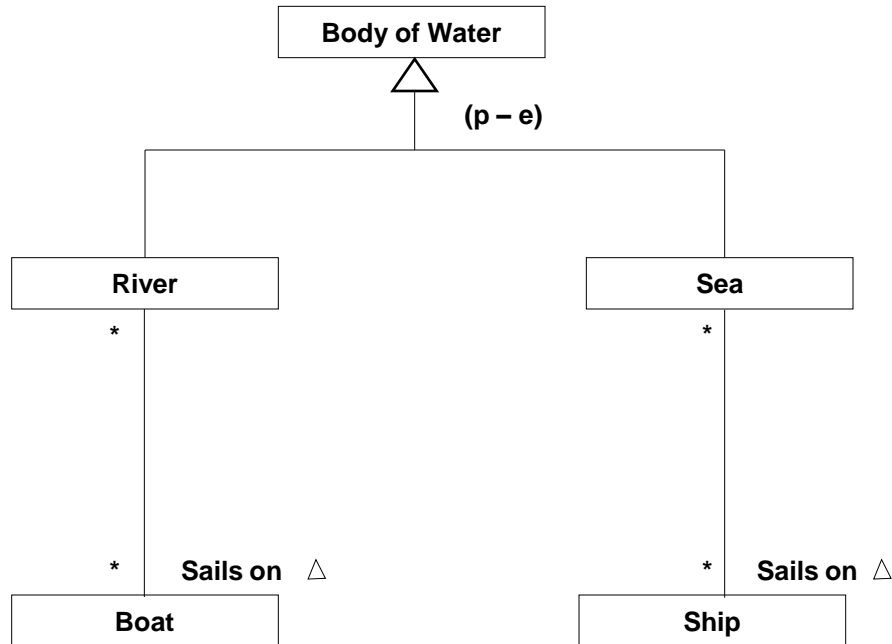 Body of Water
(p – e)
River
Sea
*
*
*
Sails on
*
Sails on
Boat
Ship